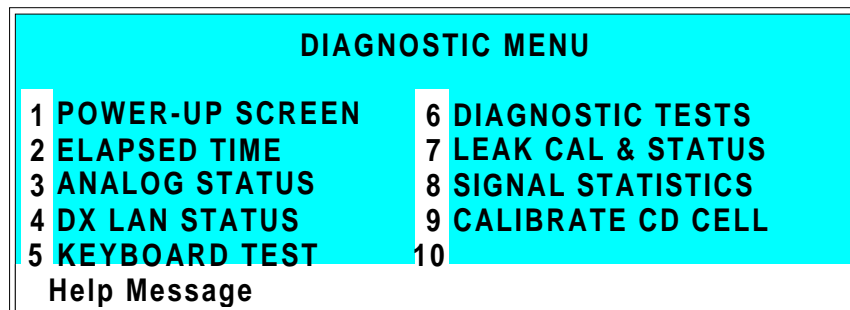 DIAGNOSTIC MENU
1 POWER-UP SCREEN
2 ELAPSED TIME
3 ANALOG STATUS
4 DX LAN STATUS
5 KEYBOARD TEST
6 DIAGNOSTIC TESTS
7 LEAK CAL & STATUS
8 SIGNAL STATISTICS
9 CALIBRATE CD CELL
10
Help Message